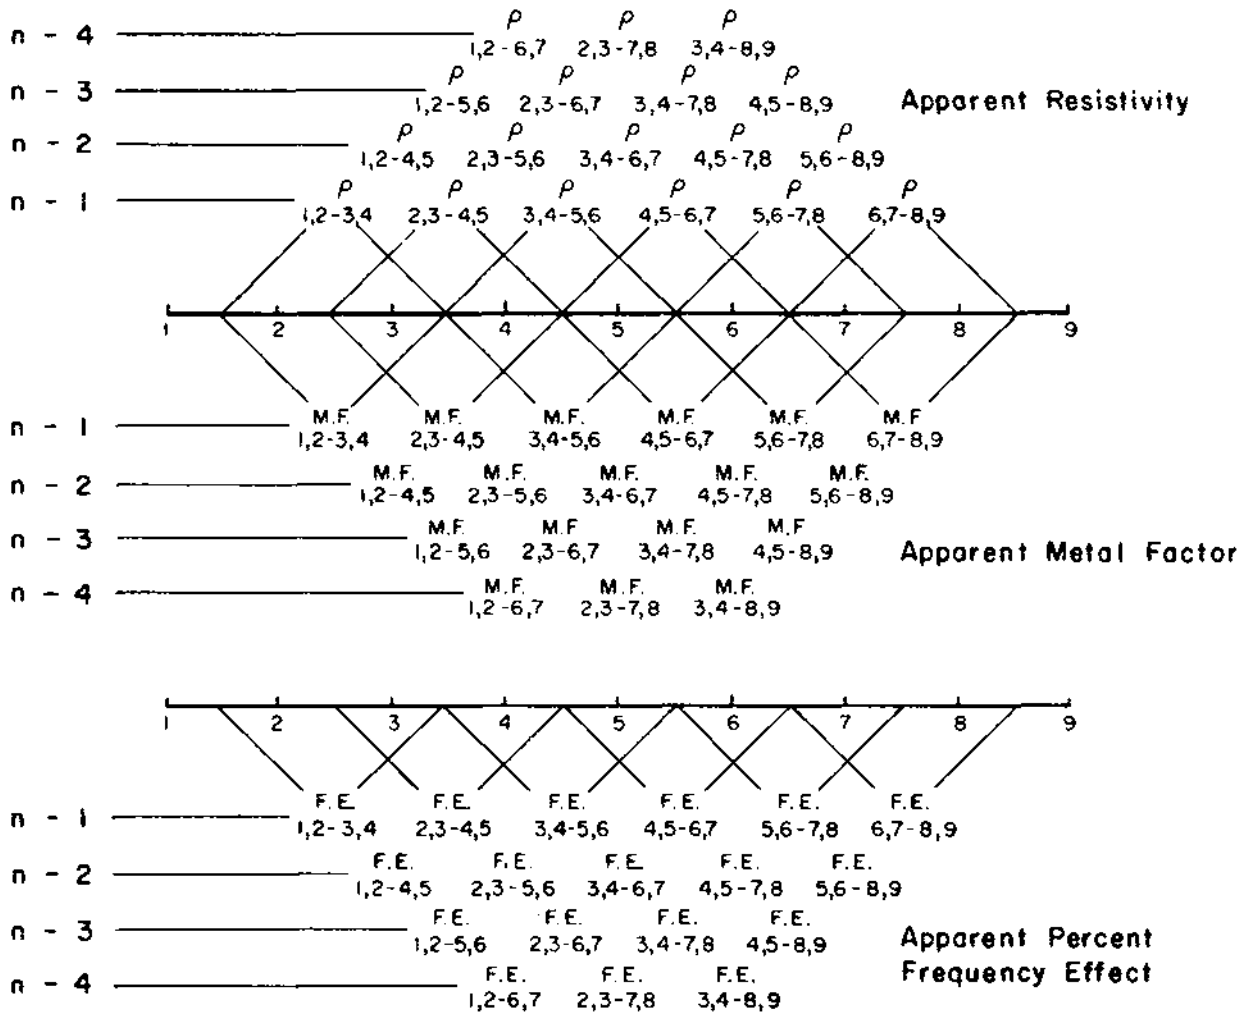 ρ ρ ρ
n - 4 1,2-6,7 2,3-7,8 3,4-8,9
ρ ρ ρ ρ
n - 3 1,2-5,6 2,3-6,7 3,4-7,8 4,5-8,9 Apparent Resistivity
ρ ρ ρ ρ ρ
n - 2 1,2-4,5 2,3-5,6 3,4-6,7 4,5-7,8 5,6-8,9
ρ ρ ρ ρ ρ ρ
n - 1 1,2-3,4 2,3-4,5 3,4-5,6 4,5-6,7 5,6-7,8 6,7-8,9
1 2 3 4 5 6 7 8 9
M.F. M.F. M.F. M.F. M.F. M.F
n - 1 1,2-3,4 2,3-4,5 3,4-5,6 4,5-6,7 5,6-7,8 6,7-8,9
M.F. M.F. M.F. M.F. M.F.
n - 2 1,2-4,5 2,3-5,6 3,4-6,7 4,5-7,8 5,6-8,9
M.F. M.F M.F. M.F
n - 3 1,2-5,6 2,3-6,7 3,4-7,8 4,5-8,9 Apparent Metal Factor
M.F. M.F. M.F.
n - 4 1,2-6,7 2,3-7,8 3,4-8,9
1 2 3 4 5 6 7 8 9
F.E. F.E. F.E. F.E. F.E. F.E.
n - 1 1,2-3,4 2,3-4,5 3,4-5,6 4,5-6,7 5,6-7,8 6,7-8,9
F.E. F.E. F.E F.E. F.E.
n - 2 1,2-4,5 2,3-5,6 3,4-6,7 4,5-7,8 5,6-8,9
F.E. F.E. F.E. F.E.
n - 3 1,2-5,6 2,3-6,7 3,4-7,8 4,5-8,9 Apparent Percent
Frequency Effect
F.E. F.E. F.E.
n - 4 1,2-6,7 2,3-7,8 3,4-8,9